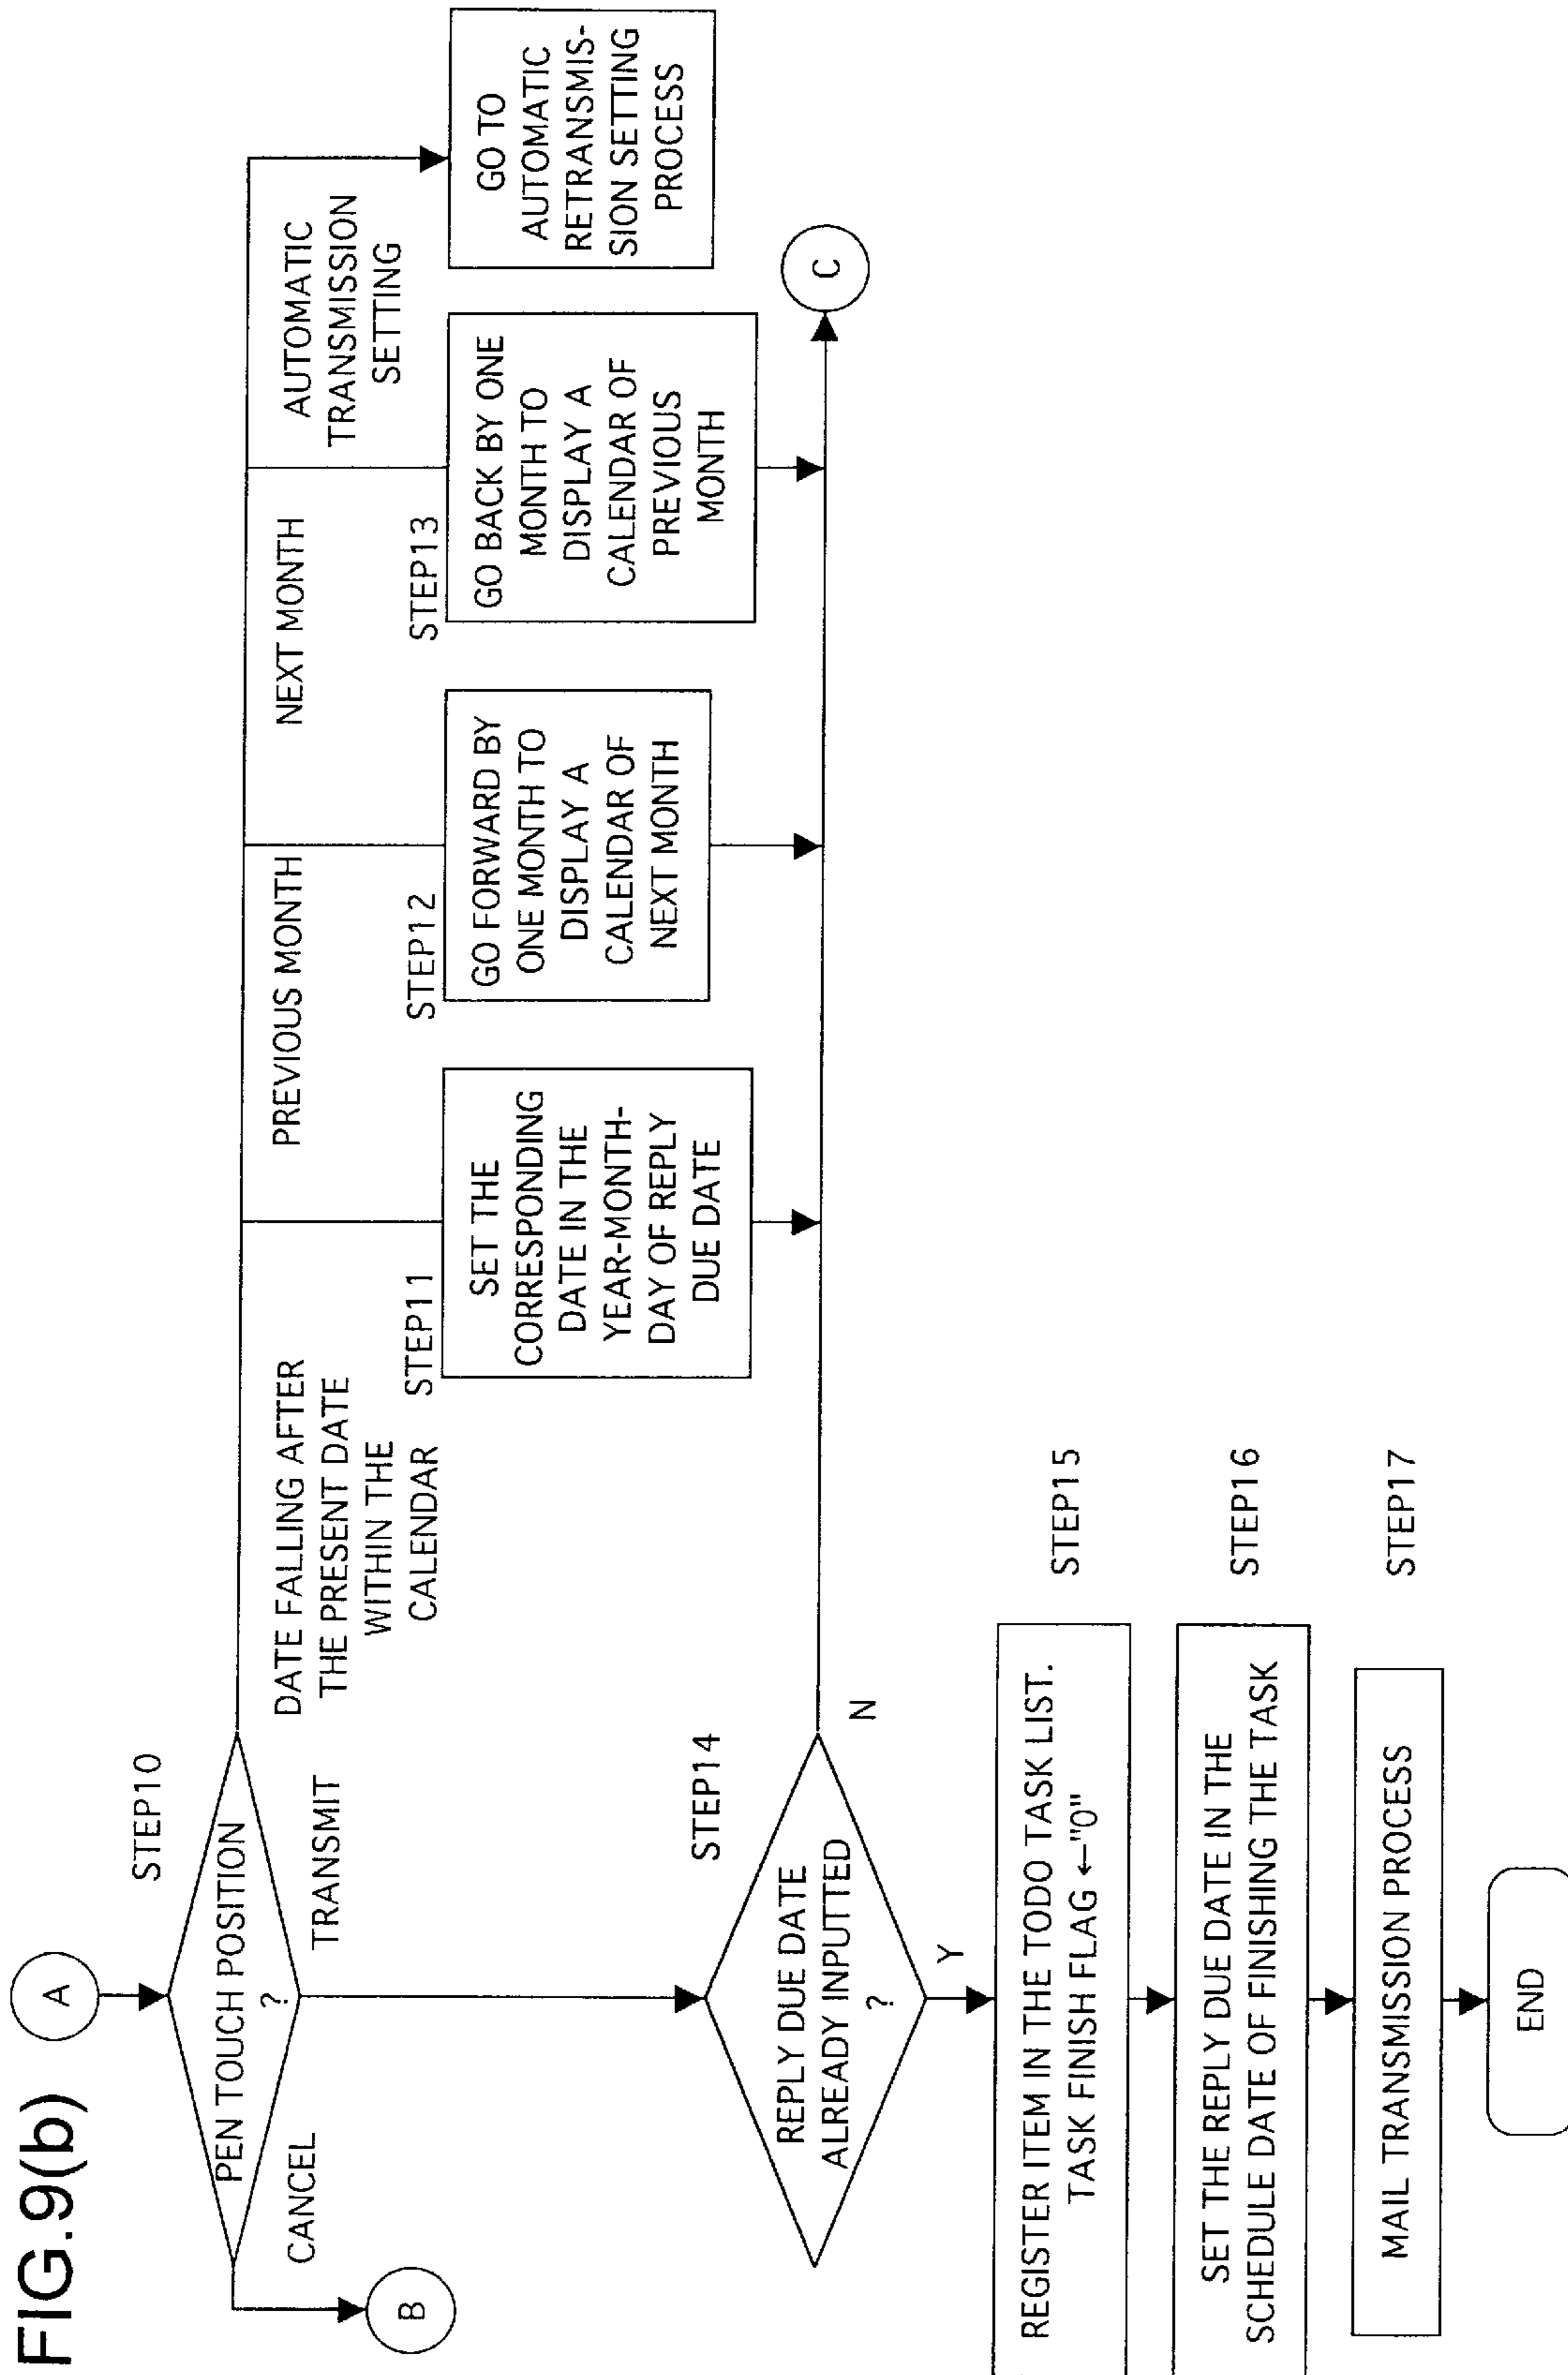 FIG.9(b)
A
STEP10
PEN TOUCH POSITION
?
CANCEL
B
TRANSMIT
DATE FALLING AFTER
THE PRESENT DATE
WITHIN THE
CALENDAR
PREVIOUS MONTH
NEXT MONTH
AUTOMATIC
TRANSMISSION
SETTING
STEP11
SET THE
CORRESPONDING
DATE IN THE
YEAR-MONTH-
DAY OF REPLY
DUE DATE
STEP12
GO FORWARD BY
ONE MONTH TO
DISPLAY A
CALENDAR OF
NEXT MONTH
STEP13
GO BACK BY ONE
MONTH TO
DISPLAY A
CALENDAR OF
PREVIOUS
MONTH
GO TO
AUTOMATIC
RETRANSMIS-
SION SETTING
PROCESS
C
STEP14
REPLY DUE DATE
ALREADY INPUTTED
?
N
Y
REGISTER ITEM IN THE TODO TASK LIST.
TASK FINISH FLAG ←"0"
STEP15
SET THE REPLY DUE DATE IN THE
SCHEDULE DATE OF FINISHING THE TASK
STEP16
MAIL TRANSMISSION PROCESS
STEP17
END